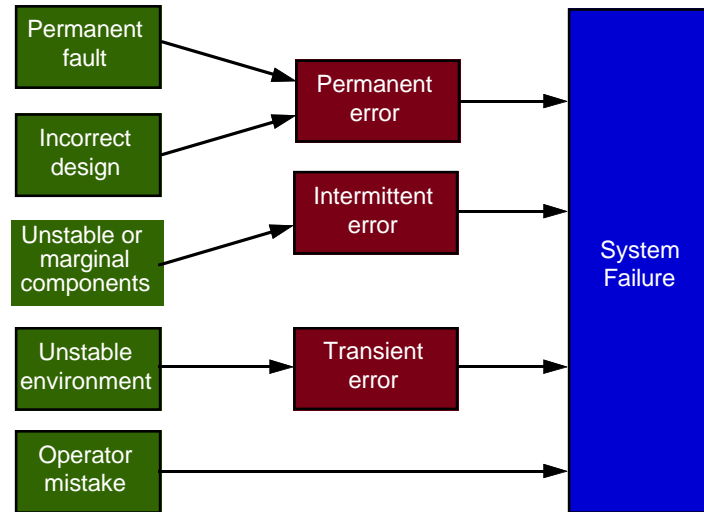 Permanent
fault
Incorrect
design
Unstable or
marginal
components
Unstable
environment
Operator
mistake
Permanent
error
Intermittent
error
Transient
error
System
Failure